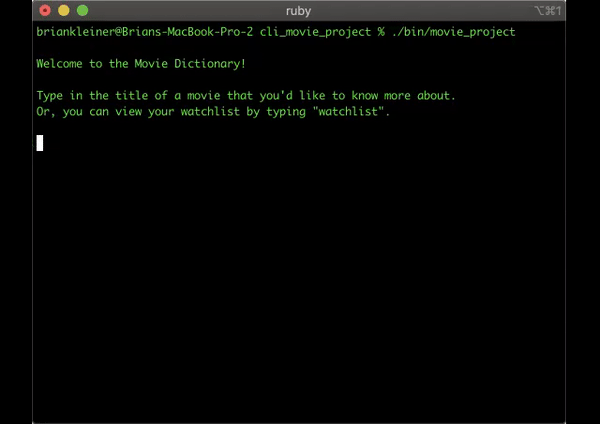 ruby
⌥⌘1
briankleiner@Brians-MacBook-Pro-2 cli_movie_project % ./bin/movie_project
Welcome to the Movie Dictionary!
Type in the title of a movie that you'd like to know more about.
Or, you can view your watchlist by typing "watchlist".